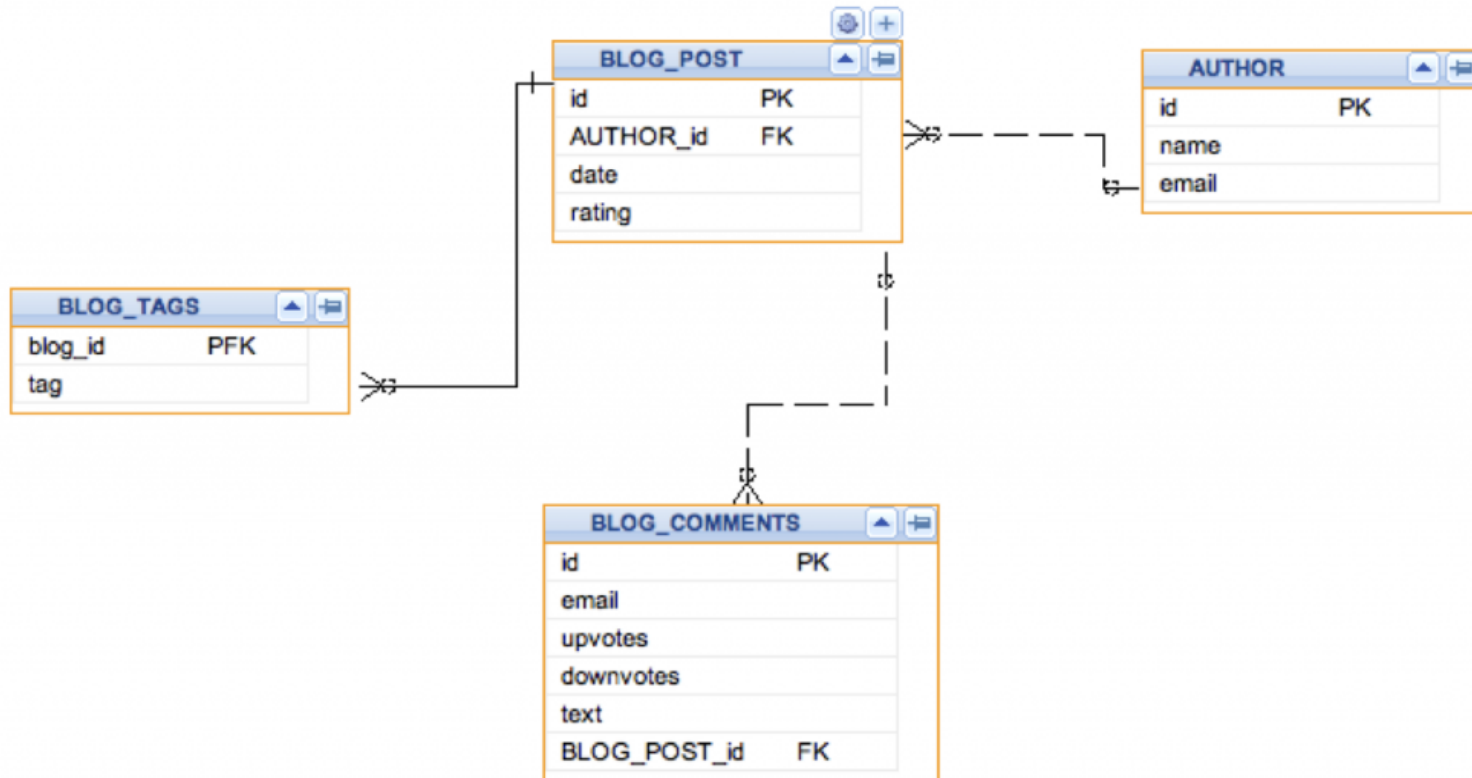 BLOG_POST
id PK
AUTHOR_id FK
date
rating
AUTHOR
id PK
name
email
BLOG_TAGS
blog_id PFK
tag
BLOG_COMMENTS
id PK
email
upvotes
downvotes
text
BLOG_POST_id FK